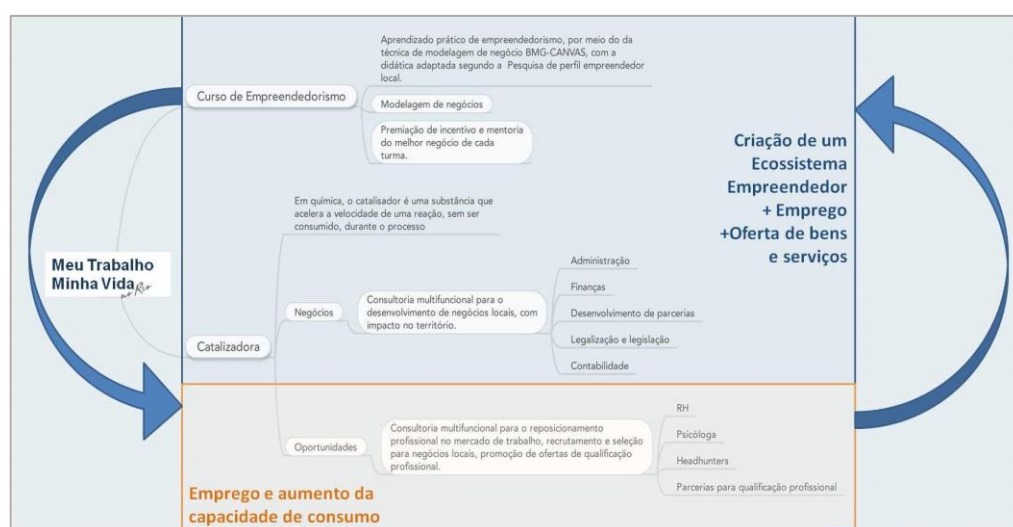 Aprendizado prático de empreendedorismo, por meio do da
técnica de modelagem de negócio BMG-CANVAS, com a
didática adaptada segundo a Pesquisa de perfil empreendedor
local.
Curso de Empreendedorismo
Modelagem de negócios
Premiação de incentivo e mentoria
do melhor negócio de cada
turma.
Criação de um
Ecossistema
Empreendedor
+ Emprego
+Oferta de bens
e serviços
Em química, o catalisador é uma substância que
acelera a velocidade de uma reação, sem ser
consumido, durante o processo
Meu Trabalho
Minha Vida
no Rio
Catalizadora
Negócios
Consultoria multifuncional para o
desenvolvimento de negócios locais, com
impacto no território.
Administração
Finanças
Desenvolvimento de parcerias
Legalização e legislação
Contabilidade
Oportunidades
Consultoria multifuncional para o reposicionamento
profissional no mercado de trabalho, recrutamento e seleção
para negócios locais, promoção de ofertas de qualificação
profissional.
RH
Psicóloga
Headhunters
Parcerias para qualificação profissional
Emprego e aumento da
capacidade de consumo